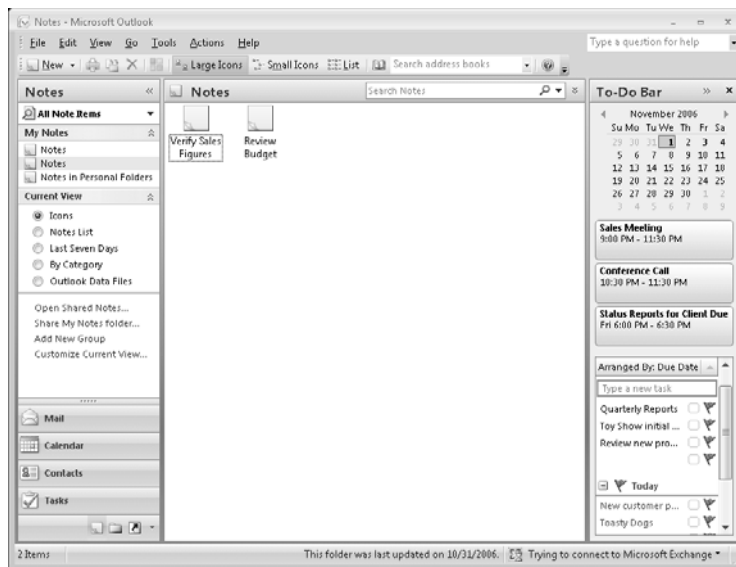 Notes - Microsoft Outlook
File Edit View Go Tools Actions Help
Type a question for help
New Large Icons Small Icons List Search address books
Notes
All Note Items
My Notes
Notes
Notes
Notes in Personal Folders
Current View
Icons
Notes List
Last Seven Days
By Category
Outlook Data Files
Open Shared Notes...
Share My Notes folder...
Add New Group
Customize Current View...
Mail
Calendar
Contacts
Tasks
Notes
Search Notes
Verify Sales
Figures
Review
Budget
To-Do Bar
November 2006
Su Mo Tu We Th Fr Sa
29 30 31 1 2 3 4
5 6 7 8 9 10 11
12 13 14 15 16 17 18
19 20 21 22 23 24 25
26 27 28 29 30 1 2
3 4 5 6 7 8 9
Sales Meeting
9:00 PM - 11:30 PM
Conference Call
10:30 PM - 11:30 PM
Status Reports for Client Due
Fri 6:00 PM - 6:30 PM
Arranged By: Due Date
Type a new task
Quarterly Reports
Toy Show initial ...
Review new pro...
Today
New customer p...
Toasty Dogs
2 Items
This folder was last updated on 10/31/2006.
Trying to connect to Microsoft Exchange